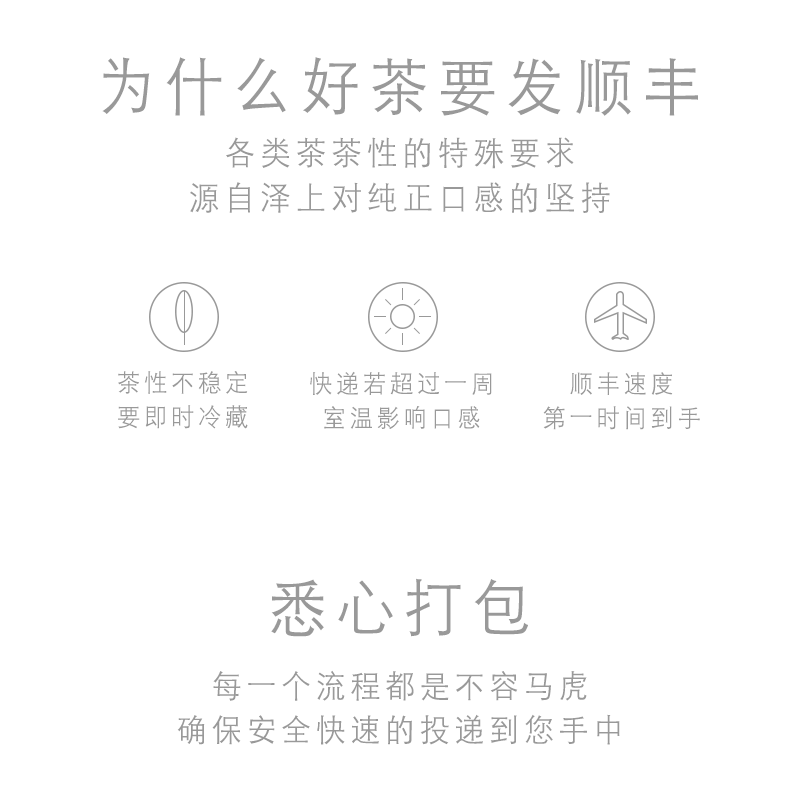 为什么好茶要发顺丰
各类茶茶性的特殊要求
源自泽上对纯正口感的坚持
茶性不稳定
要即时冷藏
快递若超过一周
室温影响口感
顺丰速度
第一时间到手
悉心打包
每一个流程都是不容马虎
确保安全快速的投递到您手中